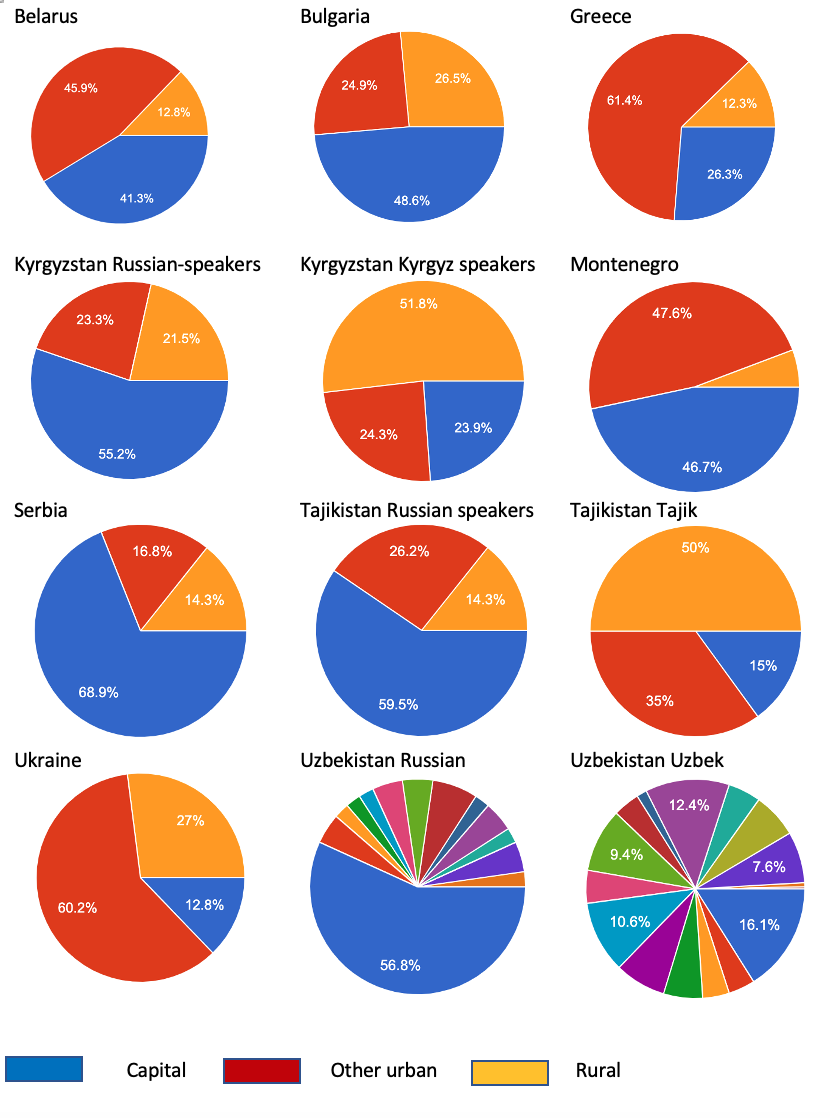 Belarus
Bulgaria
Greece
45.9%
12.8%
41.3%
24.9%
26.5%
48.6%
61.4%
12.3%
26.3%
Kyrgyzstan Russian-speakers
Kyrgyzstan Kyrgyz speakers
Montenegro
23.3%
21.5%
55.2%
51.8%
24.3%
23.9%
47.6%
46.7%
Serbia
Tajikistan Russian speakers
Tajikistan Tajik
16.8%
14.3%
68.9%
26.2%
14.3%
59.5%
50%
15%
35%
Ukraine
Uzbekistan Russian
Uzbekistan Uzbek
27%
12.8%
60.2%
56.8%
12.4%
9.4%
7.6%
10.6%
16.1%
Capital
Other urban
Rural